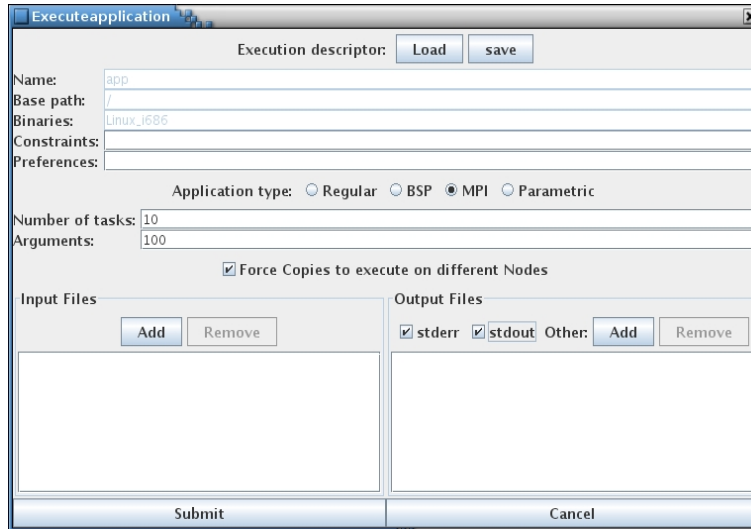 Executeapplication
Execution descriptor: Load save
Name: app
Base path: /
Binaries: Linux_i686
Constraints:
Preferences:
Application type: Regular BSP MPI Parametric
Number of tasks: 10
Arguments: 100
Force Copies to execute on different Nodes
Input Files
Add Remove
Output Files
stderr stdout Other: Add Remove
Submit Cancel